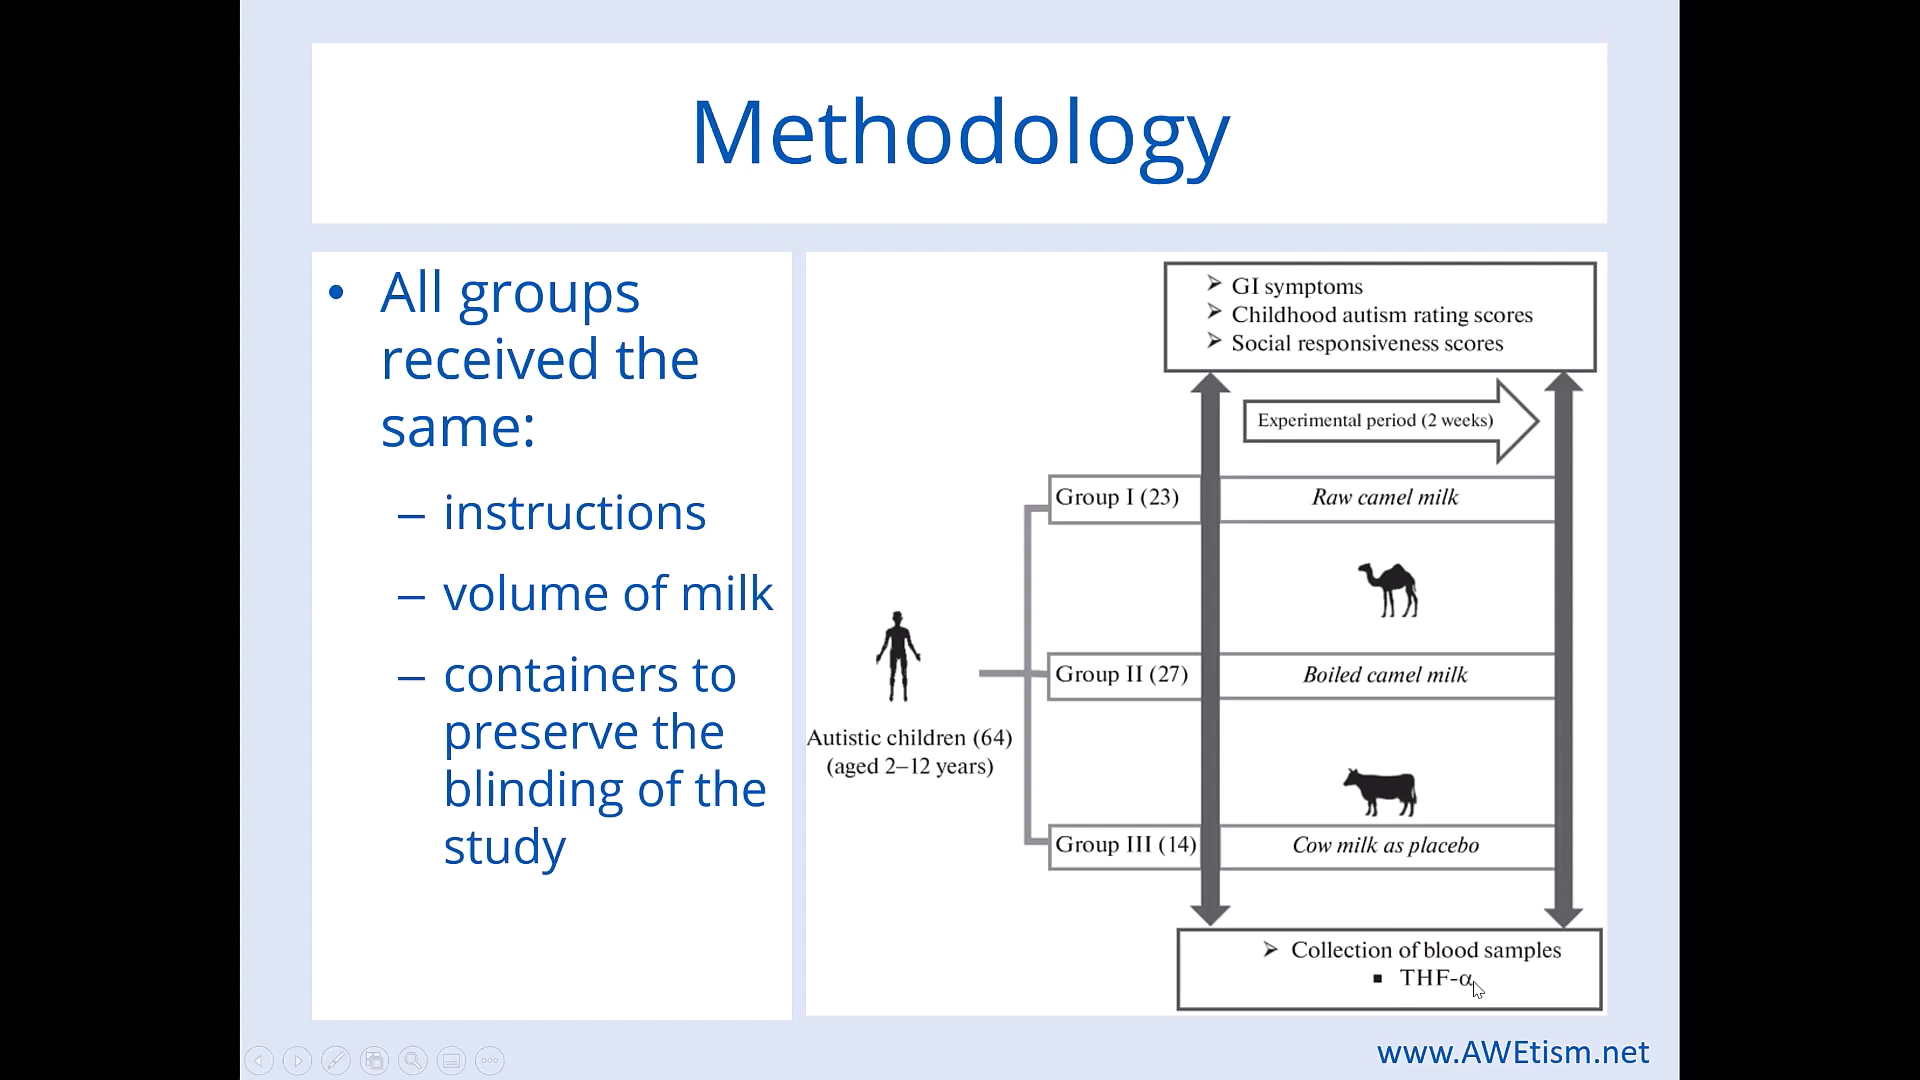 Methodology
• All groups
received the
same:
– instructions
– volume of milk
– containers to
preserve the
blinding of the
study
➢ GI symptoms
➢ Childhood autism rating scores
➢ Social responsiveness scores
Experimental period (2 weeks)
Group I (23)
Raw camel milk
Group II (27)
Boiled camel milk
Autistic children (64)
(aged 2–12 years)
Group III (14)
Cow milk as placebo
➢ Collection of blood samples
▪ THF-α
www.AWEtism.net